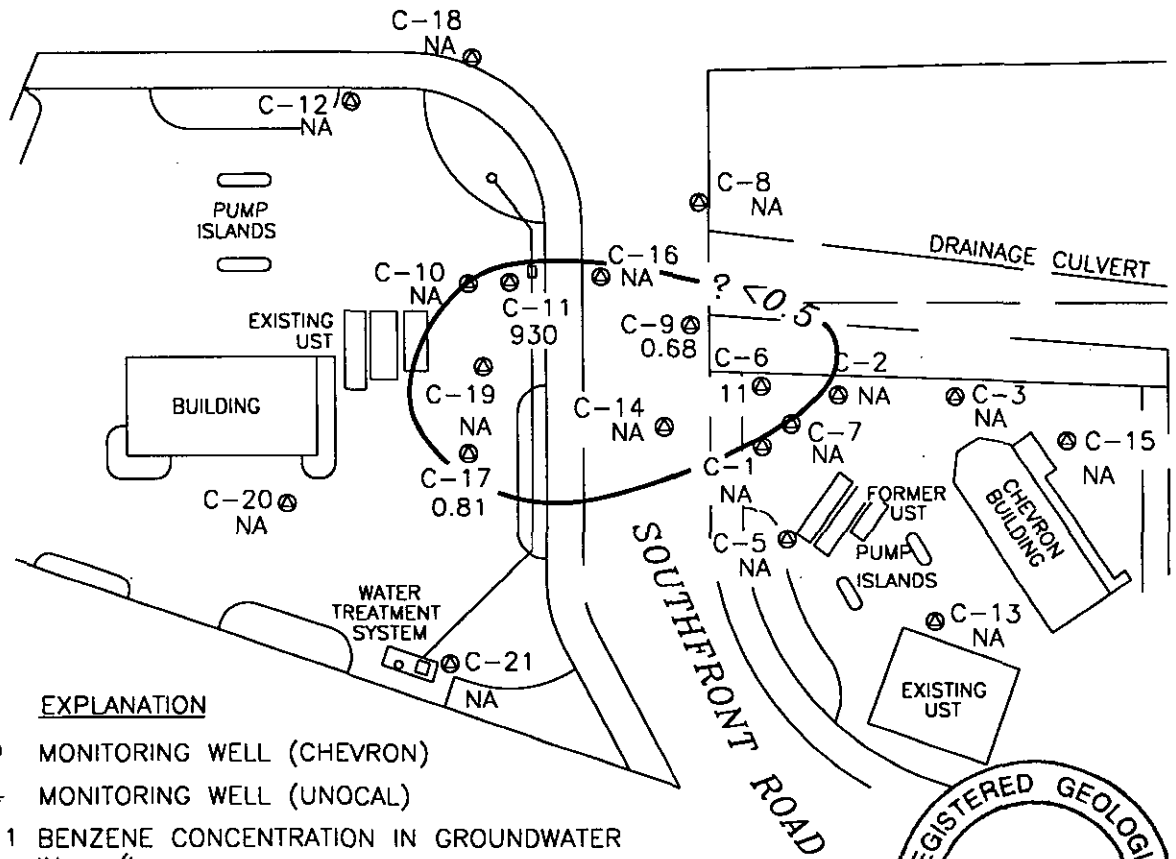 C-18
NA
C-12
NA
PUMP
ISLANDS
C-8
NA
DRAINAGE CULVERT
C-10
NA
C-11
930
C-16
NA
? <0.5
EXISTING
UST
C-9
0.68
C-6
11
C-2
NA
BUILDING
C-19
NA
C-14
NA
C-3
NA
C-7
NA
C-15
NA
C-17
0.81
C-1
NA
C-20
NA
FORMER
UST
CHEVRON
BUILDING
C-5
NA
PUMP
ISLANDS
SOUTHFRONT ROAD
WATER
TREATMENT
SYSTEM
C-21
NA
C-13
NA
EXISTING
UST
EXPLANATION
MONITORING WELL (CHEVRON)
MONITORING WELL (UNOCAL)
1 BENZENE CONCENTRATION IN GROUNDWATER
EGISTERED GEOLOGI